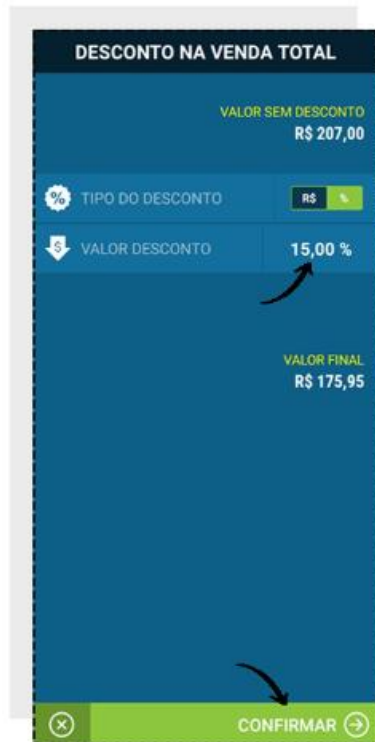 DESCONTO NA VENDA TOTAL
VALOR SEM DESCONTO
R$ 207,00
% TIPO DO DESCONTO R$ %
$ VALOR DESCONTO 15,00 %
VALOR FINAL
R$ 175,95
CONFIRMAR